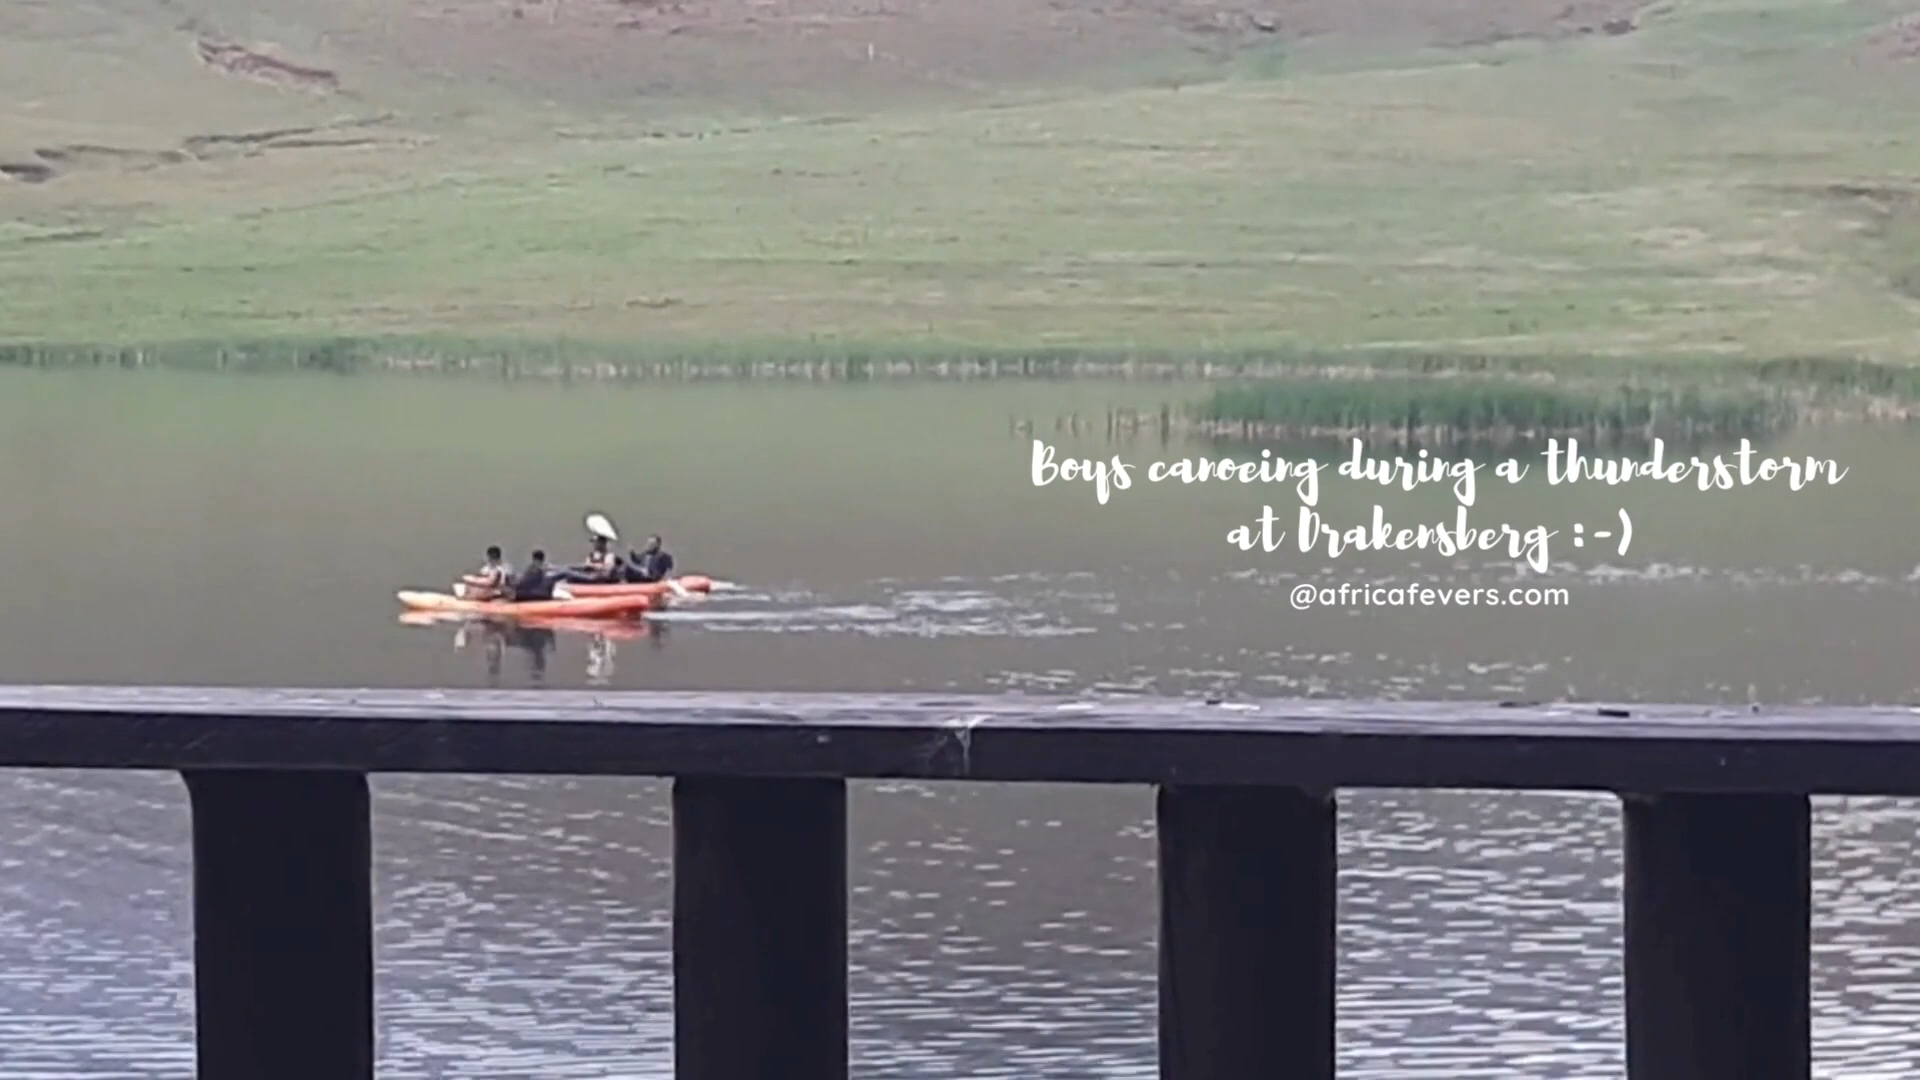 Boys canoeing during a thunderstorm
at Drakensberg :-)
@africafevers.com